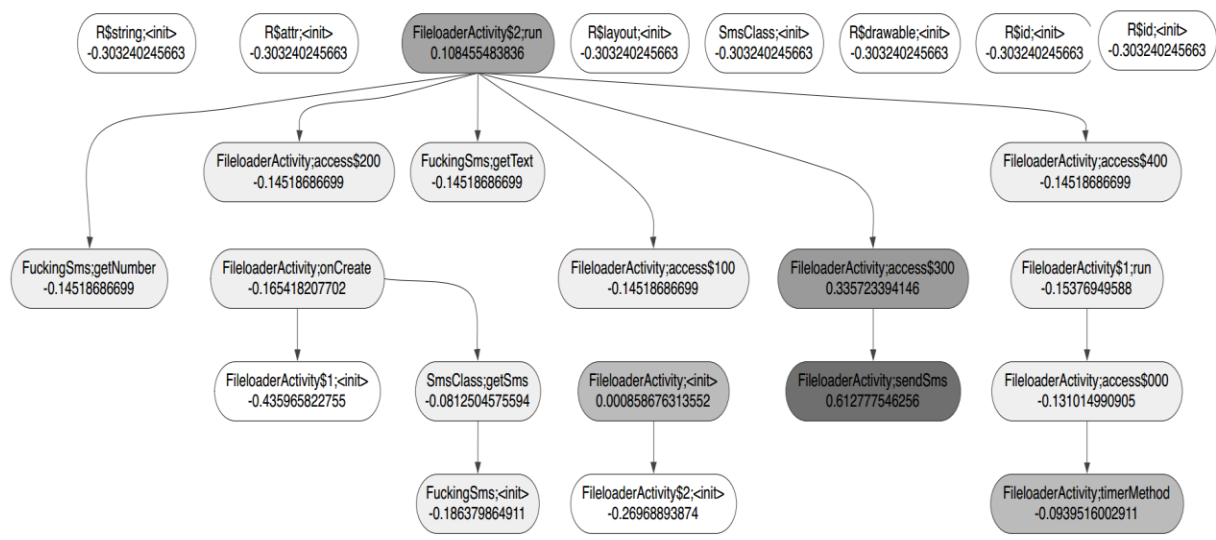 R$string;<init>
-0.303240245663
R$attr;<init>
-0.303240245663
FileloaderActivity$2;run
0.108455483836
R$layout;<init>
-0.303240245663
SmsClass;<init>
-0.303240245663
R$drawable;<init>
-0.303240245663
R$id;<init>
-0.303240245663
R$id;<init>
-0.303240245663
FileloaderActivity;access$200
-0.14518686699
FuckingSms;getText
-0.14518686699
FileloaderActivity;access$400
-0.14518686699
FuckingSms;getNumber
-0.14518686699
FileloaderActivity;onCreate
-0.165418207702
FileloaderActivity;access$100
-0.14518686699
FileloaderActivity;access$300
0.335723394146
FileloaderActivity$1;run
-0.15376949588
FileloaderActivity$1;<init>
-0.435965822755
SmsClass;getSms
-0.0812504575594
FileloaderActivity;<init>
0.000858676313552
FileloaderActivity;sendSms
0.612777546256
FileloaderActivity;access$000
-0.131014990905
FuckingSms;<init>
-0.186379864911
FileloaderActivity$2;<init>
-0.26968893874
FileloaderActivity;timerMethod
-0.0939516002911